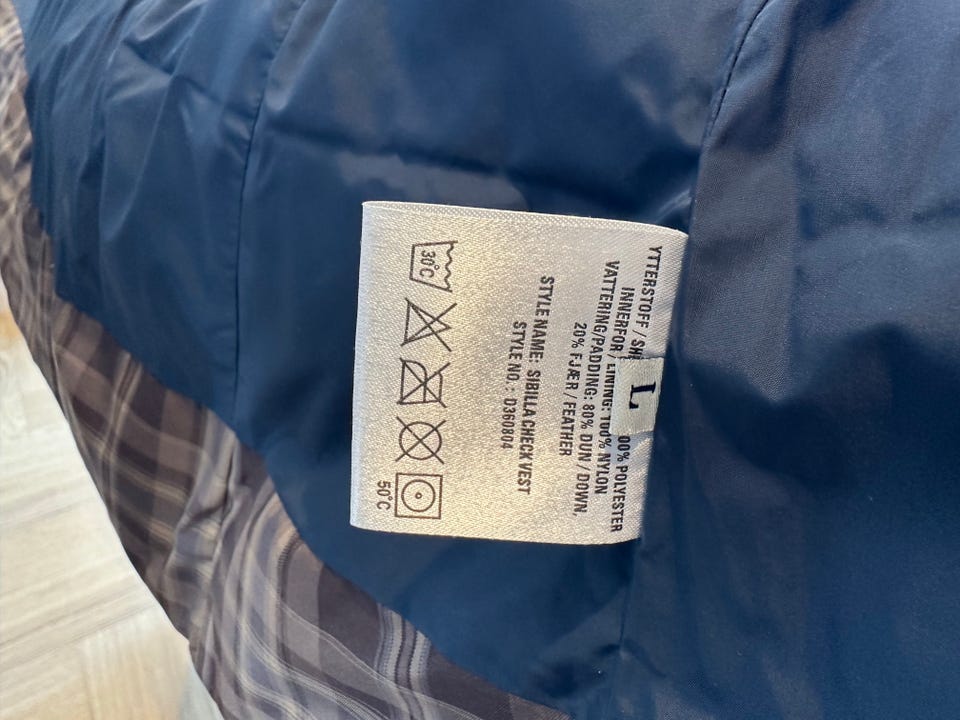 YTTERSTOFF / SH 00% POLYESTER
INNERFOR / LINING: 100% NYLON
VATTERING/PADDING: 80% DUN / DOWN,
20% FJÆR / FEATHER
L
STYLE NAME: SIBILLA CHECK VEST
STYLE NO.: D360804
30°C
50°C